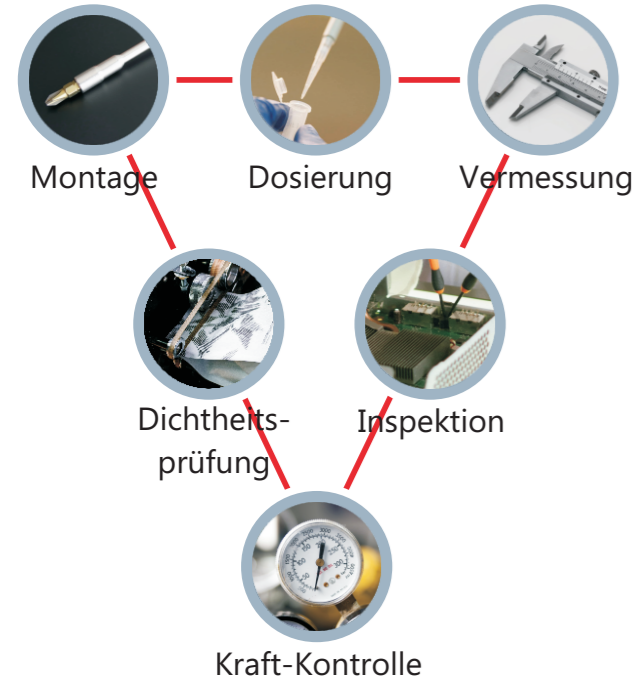 Montage
Dosierung
Vermessung
Dichtheits-
prüfung
Inspektion
Kraft-Kontrolle